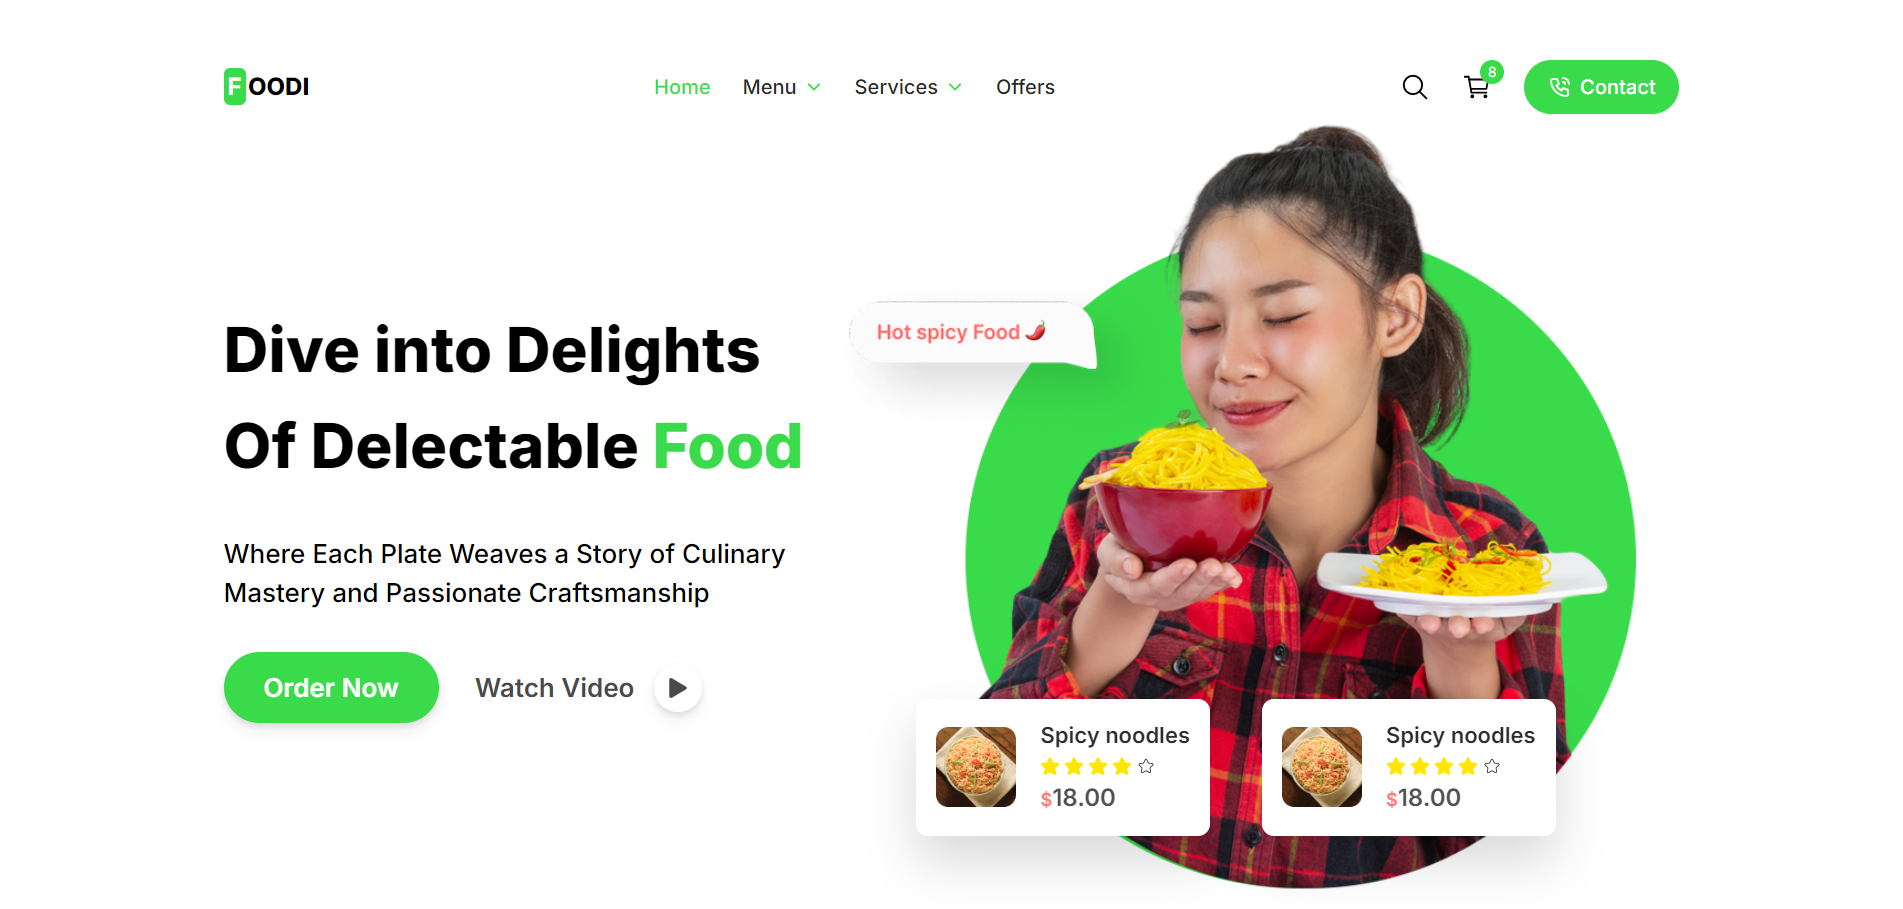 FOODI
Home
Menu
Services
Offers
8
Contact
Dive into Delights
Of Delectable Food
Hot spicy Food
Where Each Plate Weaves a Story of Culinary
Mastery and Passionate Craftsmanship
Order Now
Watch Video
Spicy noodles
$18.00
Spicy noodles
$18.00